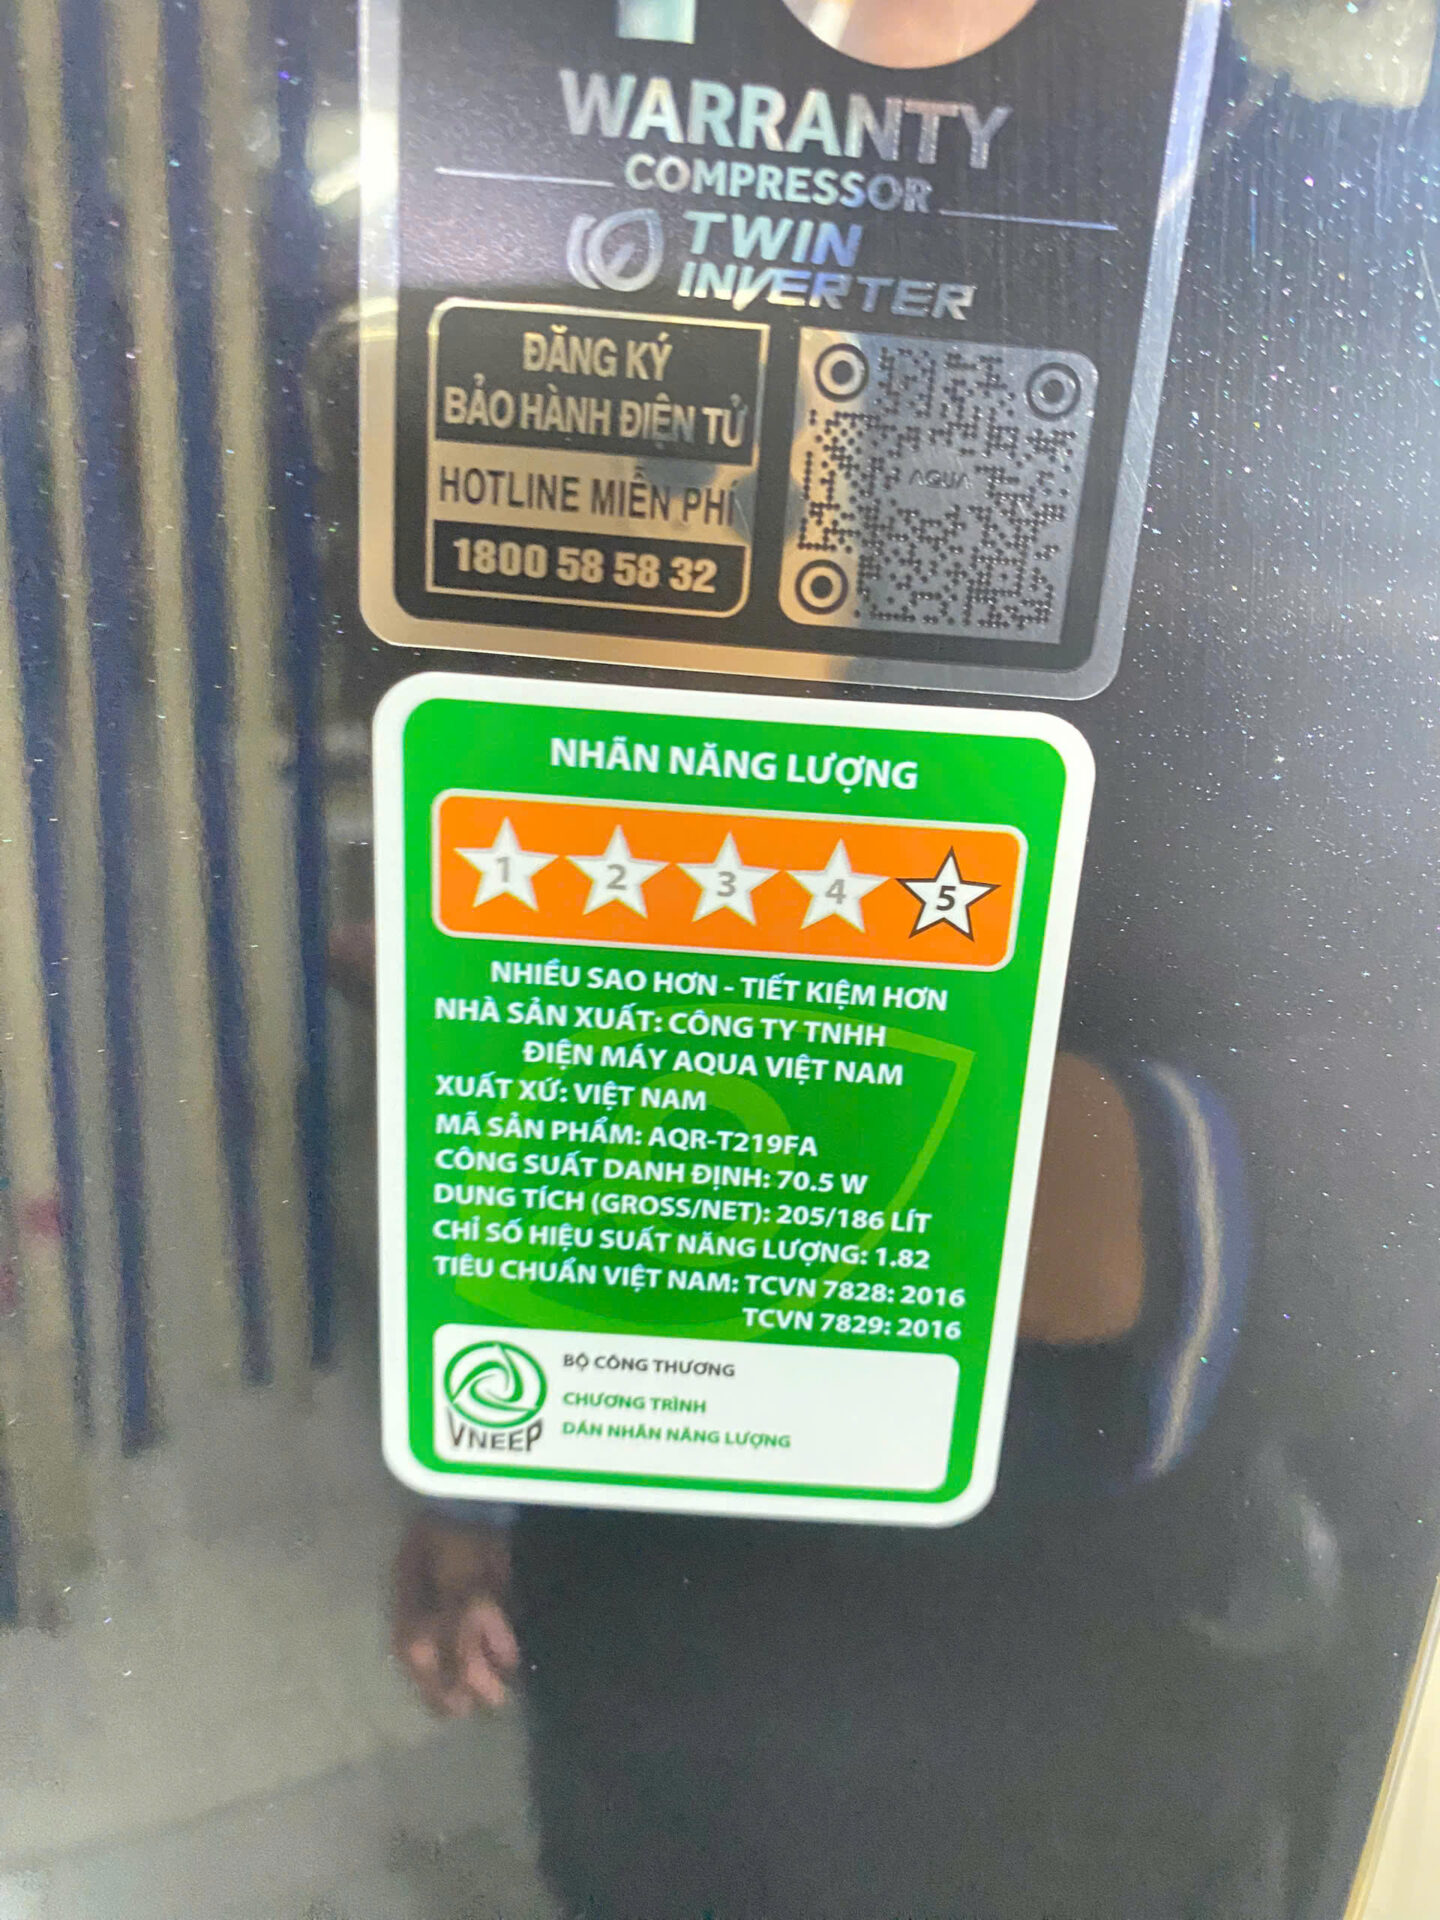 WARRANTY
COMPRESSOR
TWIN
INVERTER
ĐĂNG KÝ
BẢO HÀNH ĐIỆN TỬ
HOTLINE MIỄN PHÍ
1800 58 58 32
AQUA
NHÃN NĂNG LƯỢNG
1 2 3 4 5
NHIỀU SAO HƠN - TIẾT KIỆM HƠN
NHÀ SẢN XUẤT: CÔNG TY TNHH
ĐIỆN MÁY AQUA VIỆT NAM
XUẤT XỨ: VIỆT NAM
MÃ SẢN PHẨM: AQR-T219FA
CÔNG SUẤT DANH ĐỊNH: 70.5 W
DUNG TÍCH (GROSS/NET): 205/186 LÍT
CHỈ SỐ HIỆU SUẤT NĂNG LƯỢNG: 1.82
TIÊU CHUẨN VIỆT NAM: TCVN 7828: 2016
TCVN 7829: 2016
BỘ CÔNG THƯƠNG
CHƯƠNG TRÌNH
DÁN NHÃN NĂNG LƯỢNG
VNEEP